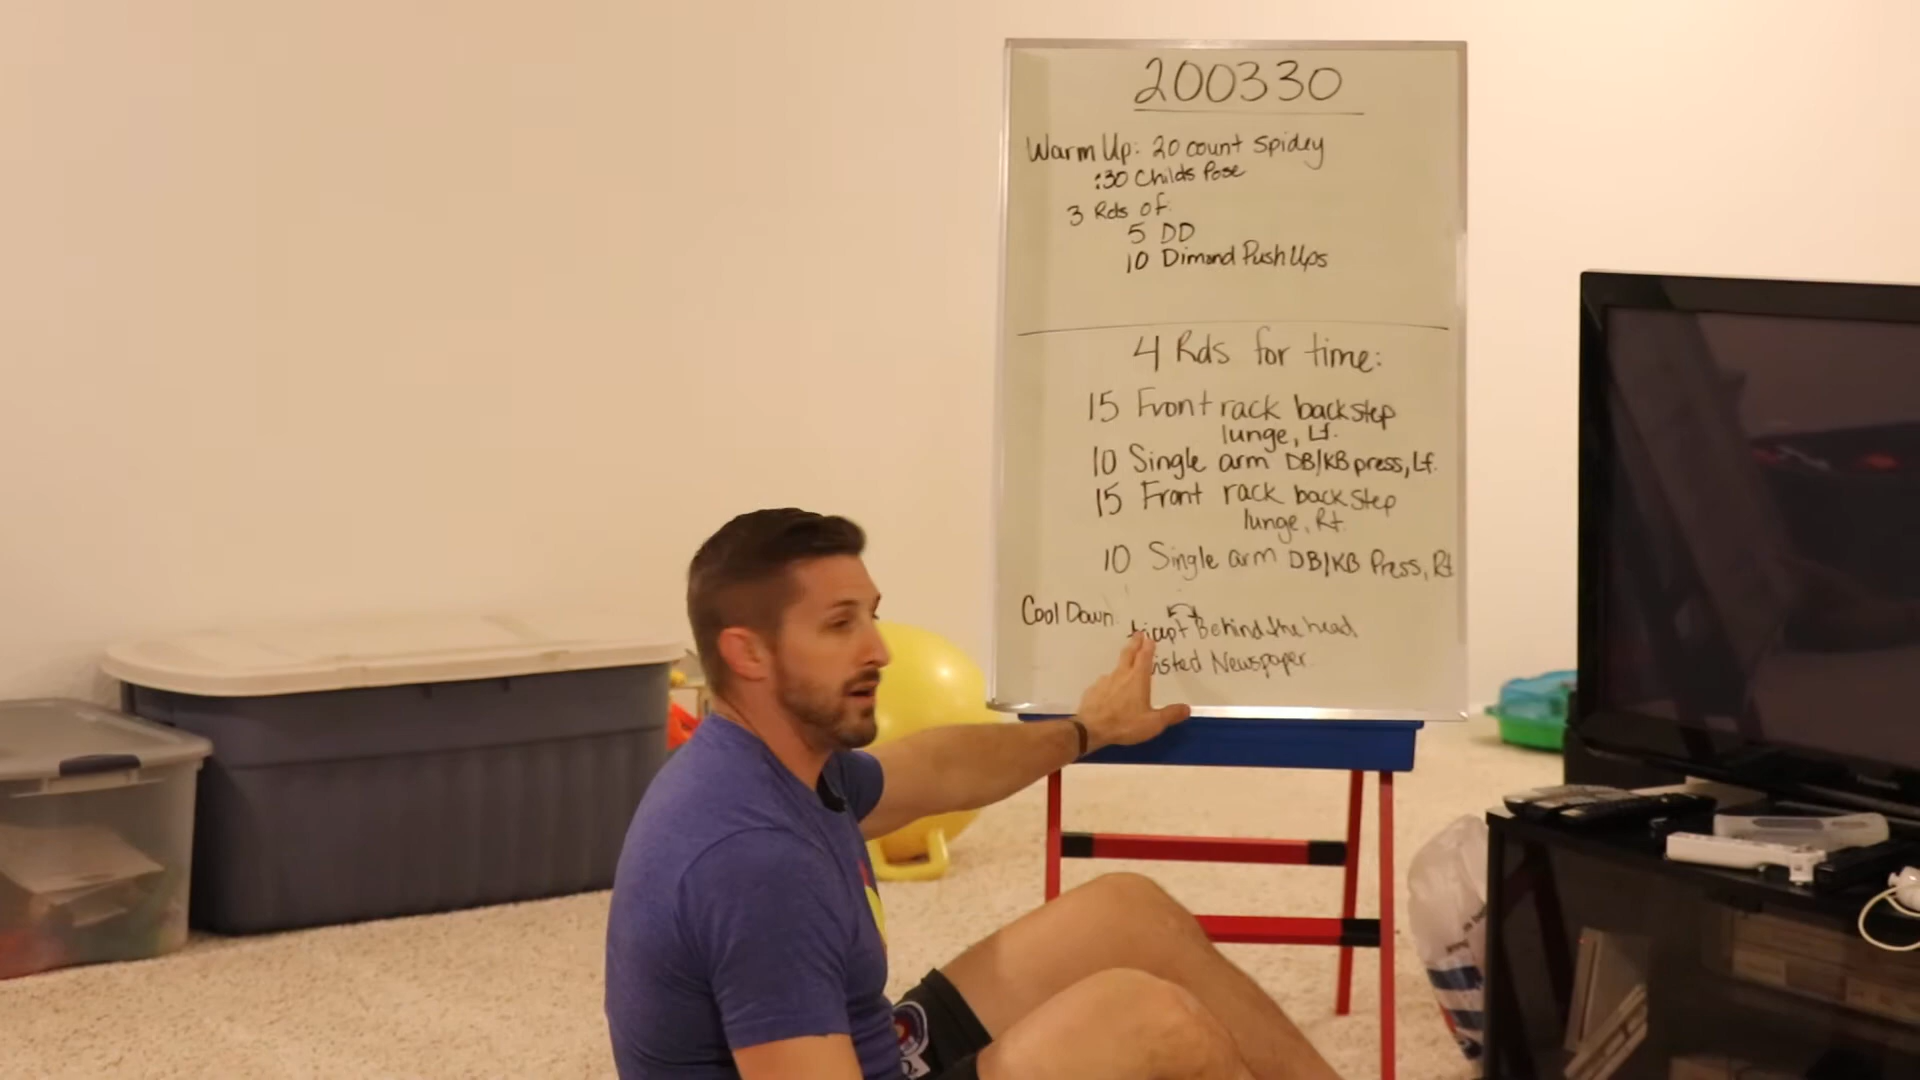 200330
Warm Up: 20 count Spidey
:30 Childs Pose
3 Rds of:
5 DD
10 Dimond Push Ups
4 Rds for time:
15 Front rack back step
lunge, Lf.
10 Single arm DB/KB press, Lf.
15 Front rack back step
lunge, Rt.
10 Single arm DB/KB Press, Rt
Cool Down: Behind the head
Newspaper